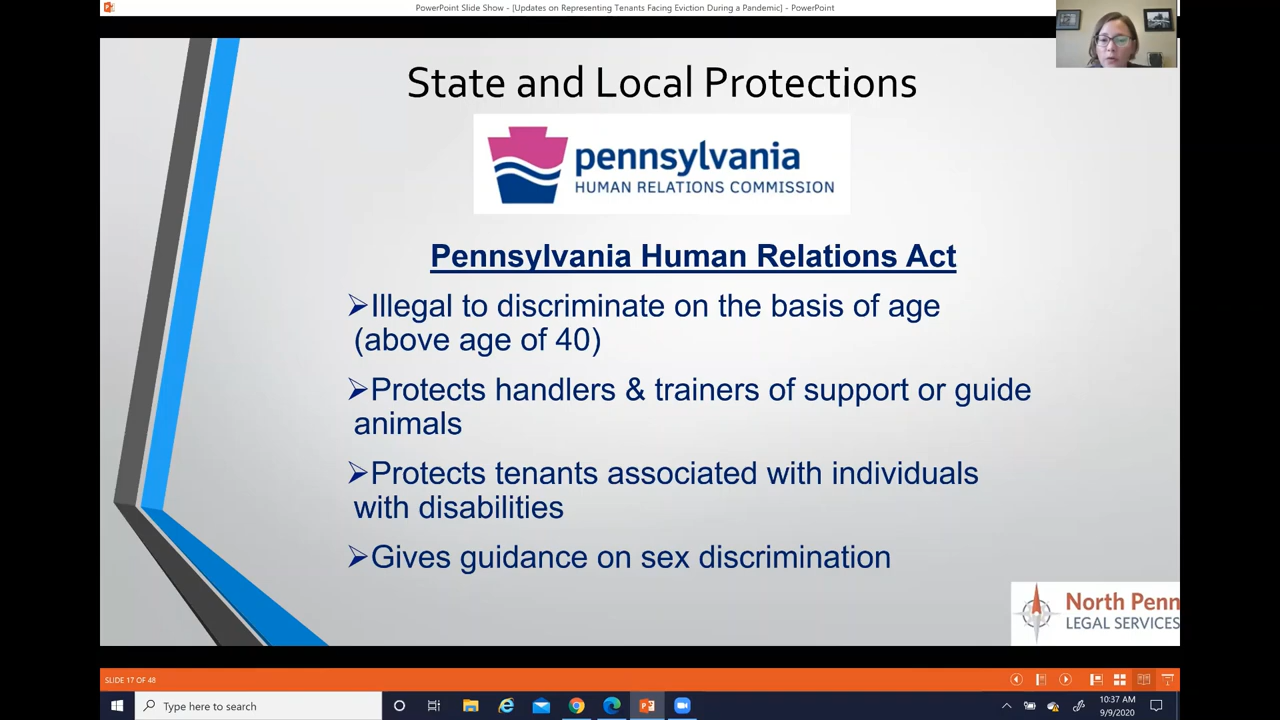 PowerPoint Slide Show - [Updates on Representing Tenants Facing Eviction During a Pandemic] - PowerPoint
State and Local Protections
pennsylvania
HUMAN RELATIONS COMMISSION
Pennsylvania Human Relations Act
➢Illegal to discriminate on the basis of age
(above age of 40)
➢Protects handlers & trainers of support or guide
animals
➢Protects tenants associated with individuals
with disabilities
➢Gives guidance on sex discrimination
North Penn
LEGAL SERVICES
SLIDE 17 OF 48
Type here to search
10:37 AM
9/9/2020